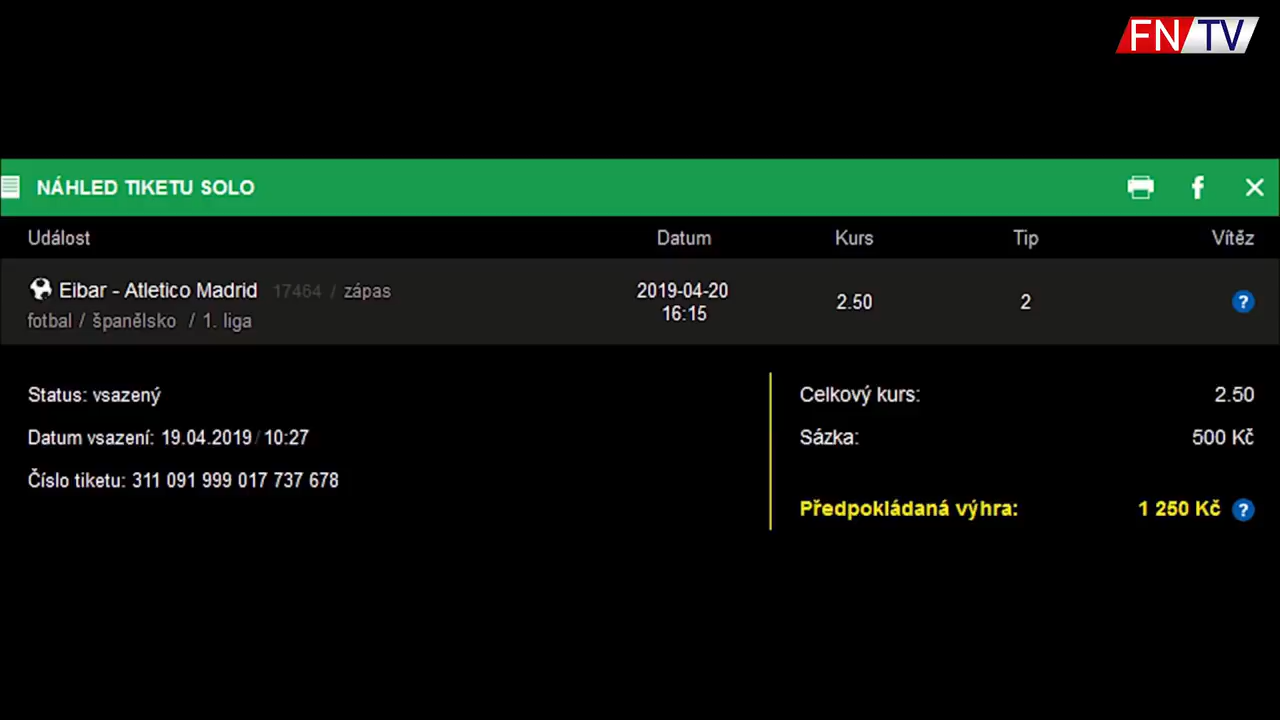 FN TV
NÁHLED TIKETU SOLO
Událost Datum Kurs Tip Vítěz
Eibar - Atletico Madrid 17464 / zápas 2019-04-20 16:15 2.50 2 ?
fotbal / španělsko / 1. liga
Status: vsazený
Datum vsazení: 19.04.2019 / 10:27
Číslo tiketu: 311 091 999 017 737 678
Celkový kurs: 2.50
Sázka: 500 Kč
Předpokládaná výhra: 1 250 Kč ?